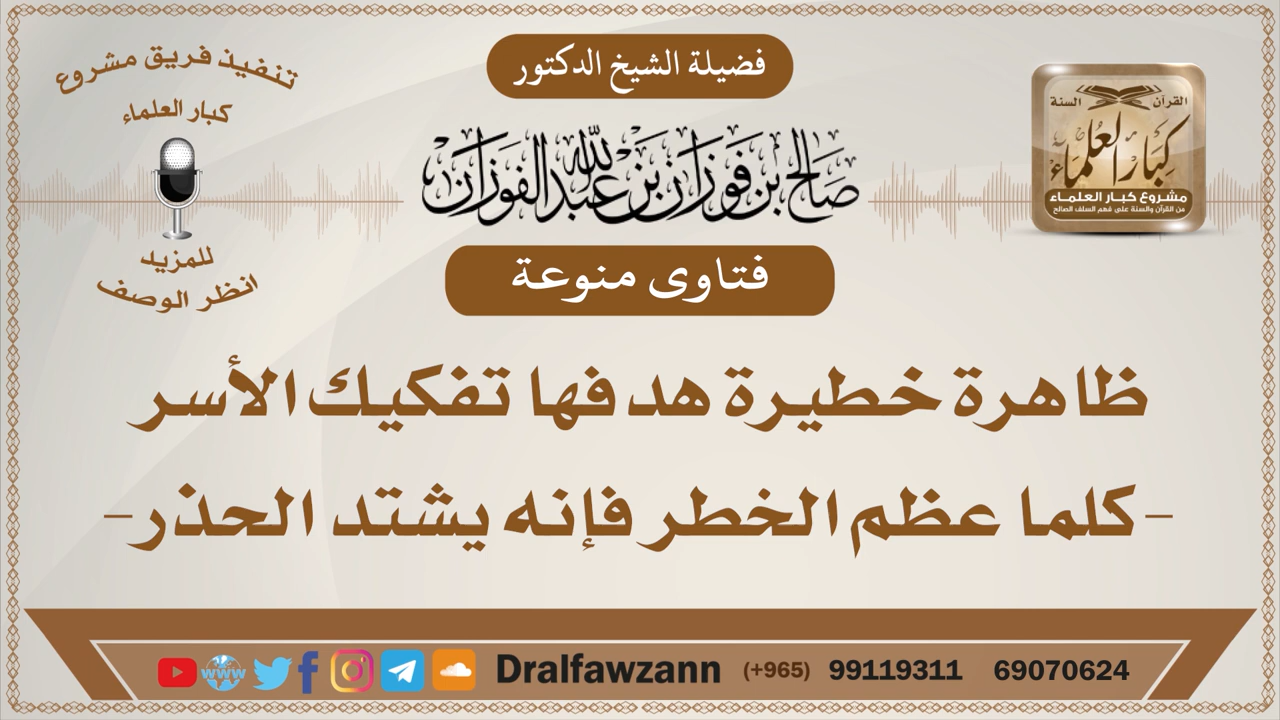 فضيلة الشيخ الدكتور
صالح بن فوزان بن عبدالله الفوزان
فتاوى منوعة
القرآن السنة
كبار العلماء
مشروع كبار العلماء
من القرآن والسنة على فهم السلف الصالح
تنفيذ فريق مشروع
كبار العلماء
للمزيد
انظر الوصف
ظاهرة خطيرة هدفها تفكيك الأسر
- كلما عظم الخطر فإنه يشتد الحذر -
www Dralfawzann (+965) 99119311 69070624